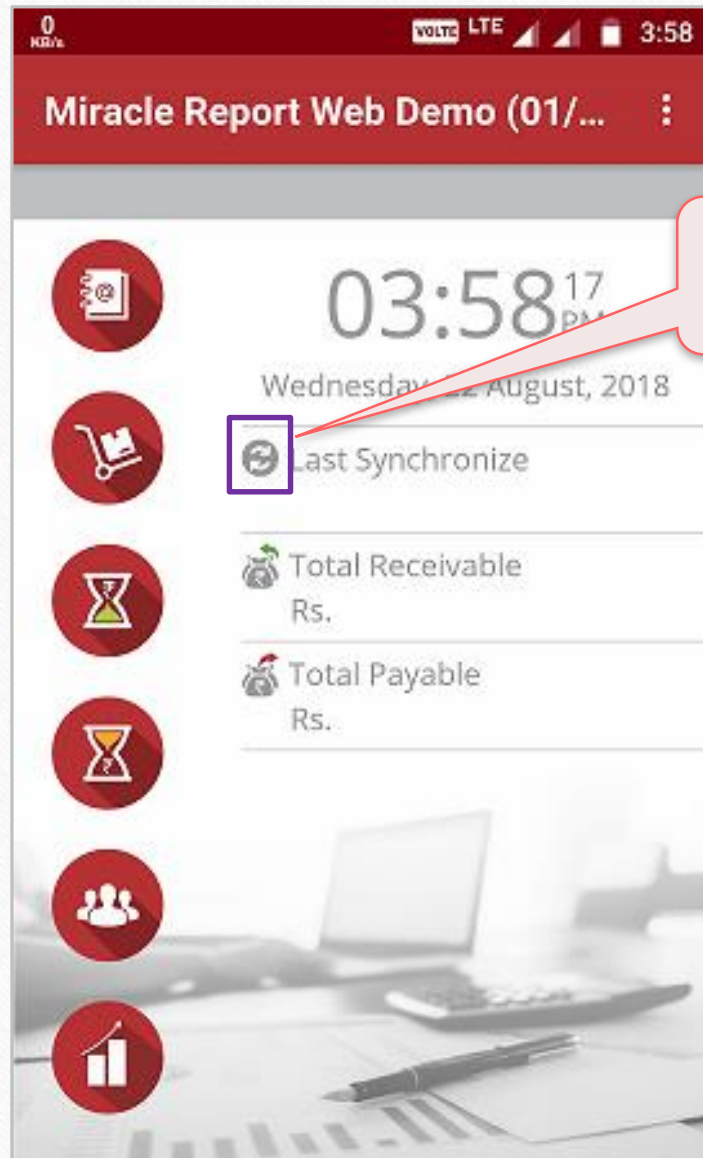 0
KB/s
VOLTE LTE 3:58
Miracle Report Web Demo (01/...
03:58 17
PM
Wednesday, 22 August, 2018
Last Synchronize
Total Receivable
Rs.
Total Payable
Rs.